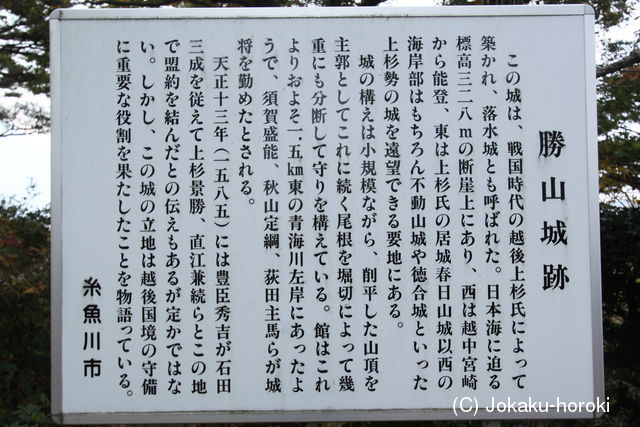 勝山城跡
この城は、戦国時代の越後上杉氏によって
築かれ、落水城とも呼ばれた。日本海に迫る
標高三二八mの断崖上にあり、西は越中宮崎
から能登、東は上杉氏の居城春日山城以西の
海岸部はもちろん不動山城や徳合城といった
上杉勢の城を遠望できる要地にある。
城の構えは小規模ながら、削平した山頂を
主郭としてこれに続く尾根を堀切によって幾
重にも分断して守りを構えている。館はこれ
よりおよそ一・五㎞東の青海川左岸にあったよ
うで、須賀盛能、秋山定綱、荻田主馬らが城
将を勤めたとされる。
天正十三年(一五八五)には豊臣秀吉が石田
三成を従えて上杉景勝、直江兼続らとこの地
で盟約を結んだとの伝えもあるが定かではな
い。しかし、この城の立地は越後国境の守備
に重要な役割を果たしたことを物語っている。
糸魚川市
(C) Jokaku-horoki